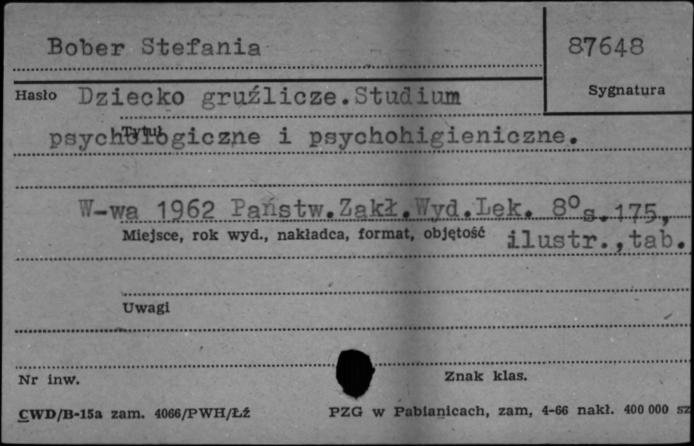 Bober Stefania
87648
Hasło
Sygnatura
Dziecko gruźlicze.Studium
Tytuł
psychologiczne i psychohigieniczne.
W-wa 1962 Państw.Zakł.Wyd.Lek. 8°s.175,
Miejsce, rok wyd., nakładca, format, objętość
ilustr.,tab.
Uwagi
Nr inw.
Znak klas.
CWD/B-15a zam. 4066/PWH/Łź
PZG w Pabianicach, zam, 4-66 nakł. 400 000 sz